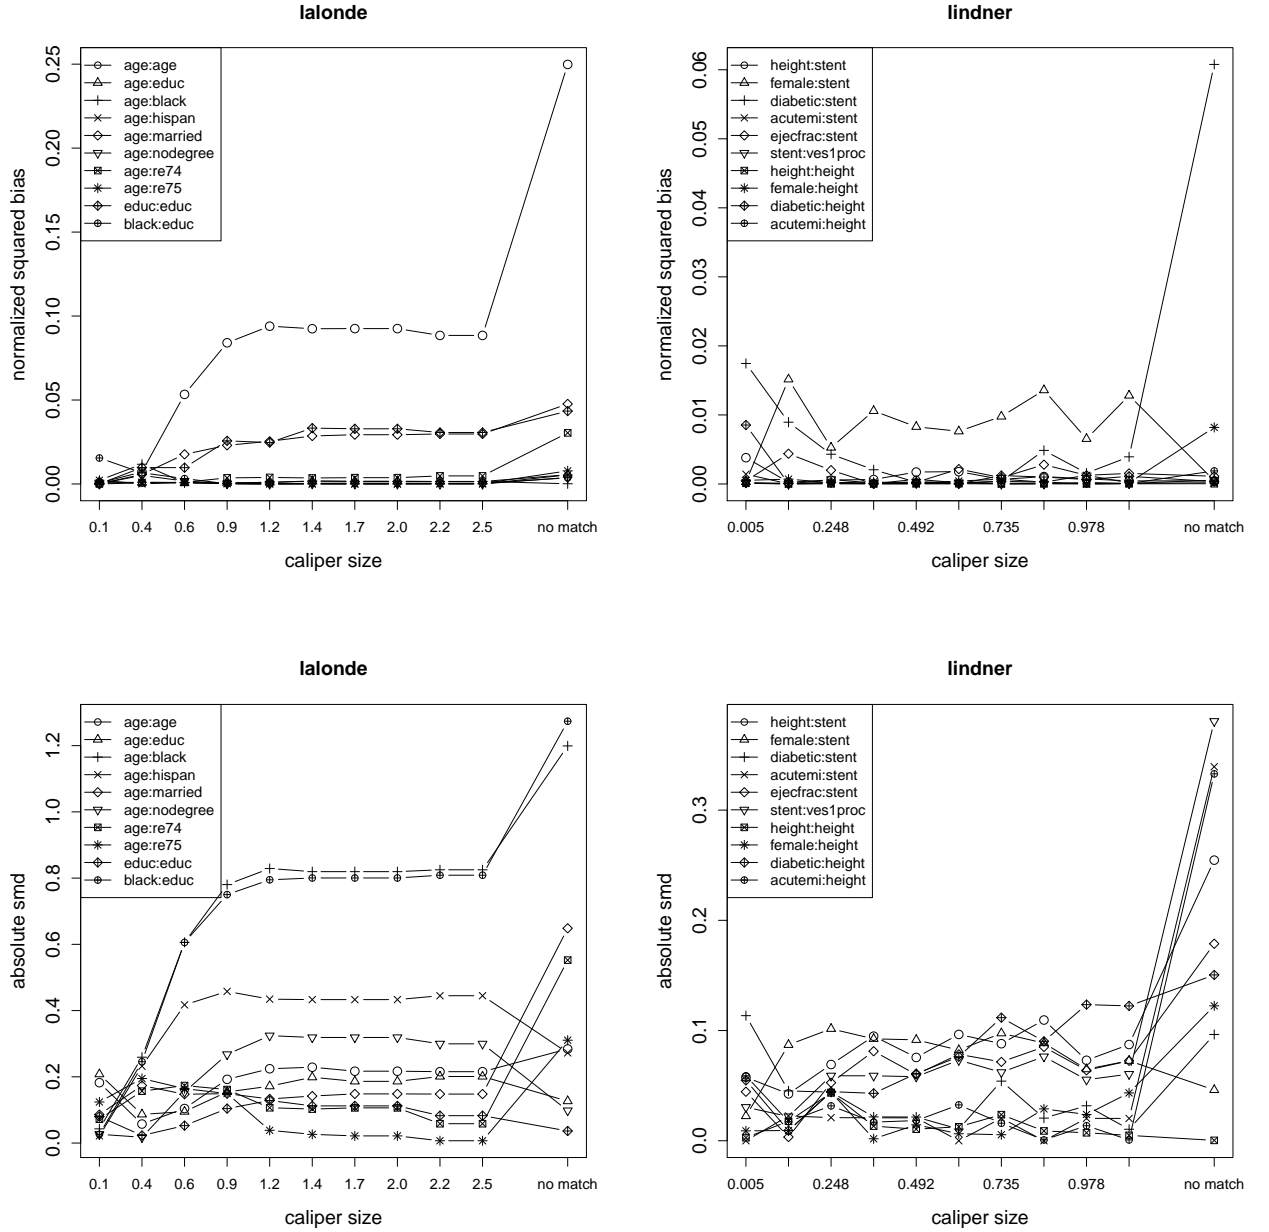 lalonde
normalized squared bias
0.25
0.20
0.15
0.10
0.05
0.00
age:age
age:educ
age:black
age:hispan
age:married
age:nodegree
age:re74
age:re75
educ:educ
black:educ
0.1 0.4 0.6 0.9 1.2 1.4 1.7 2.0 2.2 2.5 no match
caliper size
lindner
normalized squared bias
0.06
0.05
0.04
0.03
0.02
0.01
0.00
height:stent
female:stent
diabetic:stent
acutemi:stent
ejecfrac:stent
stent:ves1proc
height:height
female:height
diabetic:height
acutemi:height
0.005 0.248 0.492 0.735 0.978 no match
caliper size
lalonde
absolute smd
1.2
1.0
0.8
0.6
0.4
0.2
0.0
age:age
age:educ
age:black
age:hispan
age:married
age:nodegree
age:re74
age:re75
educ:educ
black:educ
0.1 0.4 0.6 0.9 1.2 1.4 1.7 2.0 2.2 2.5 no match
caliper size
lindner
absolute smd
0.3
0.2
0.1
0.0
height:stent
female:stent
diabetic:stent
acutemi:stent
ejecfrac:stent
stent:ves1proc
height:height
female:height
diabetic:height
acutemi:height
0.005 0.248 0.492 0.735 0.978 no match
caliper size